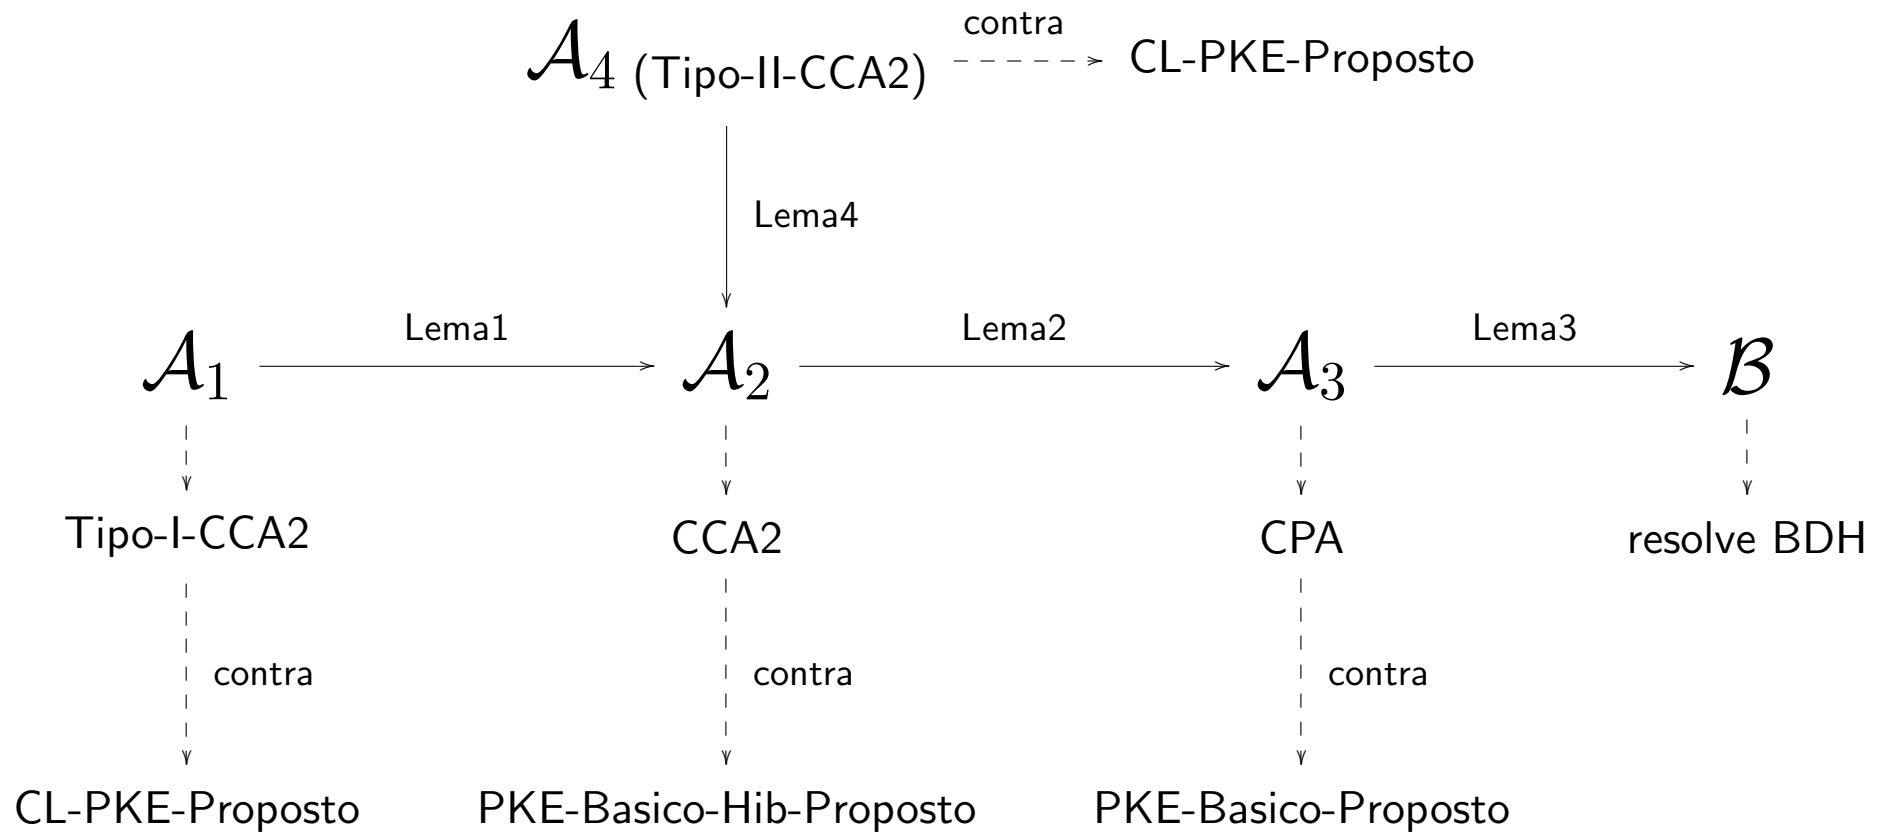 contra
𝒜₄ (Tipo-II-CCA2) CL-PKE-Proposto
Lema4
Lema1 Lema2 Lema3
𝒜₁ 𝒜₂ 𝒜₃ ℬ
Tipo-I-CCA2 CCA2 CPA resolve BDH
contra contra contra
CL-PKE-Proposto PKE-Basico-Hib-Proposto PKE-Basico-Proposto